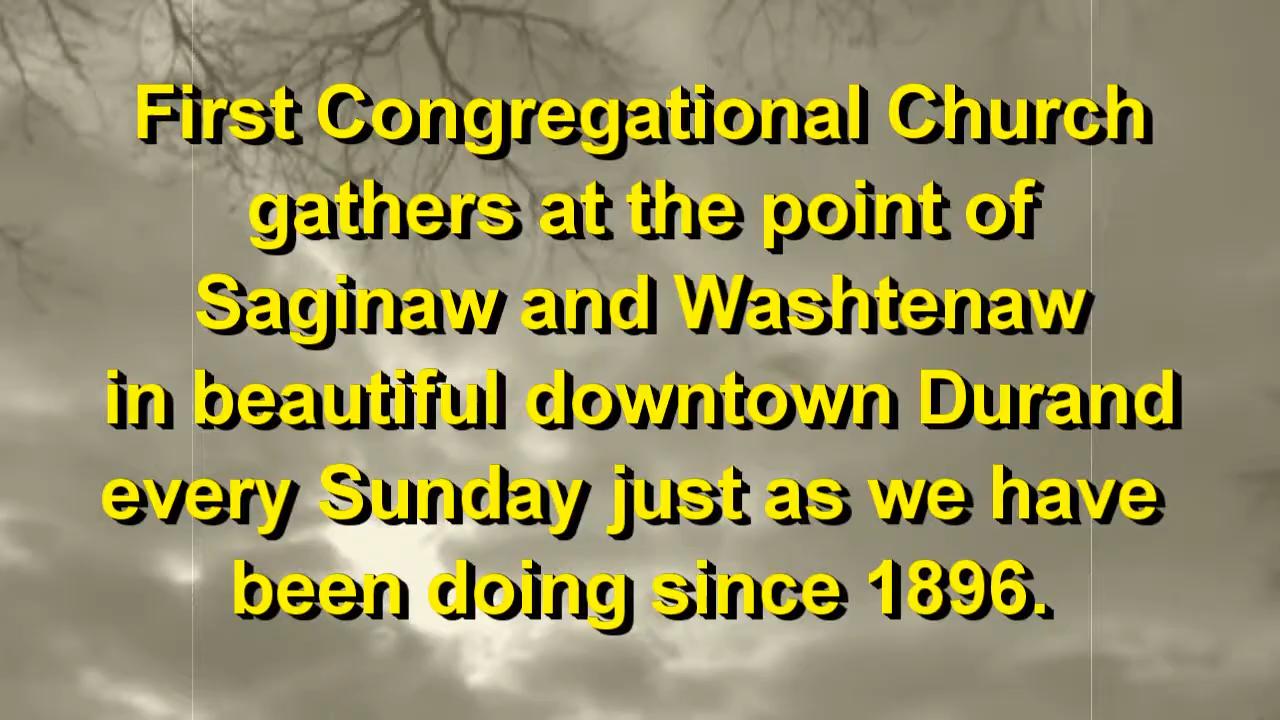 First Congregational Church
gathers at the point of
Saginaw and Washtenaw
in beautiful downtown Durand
every Sunday just as we have
been doing since 1896.